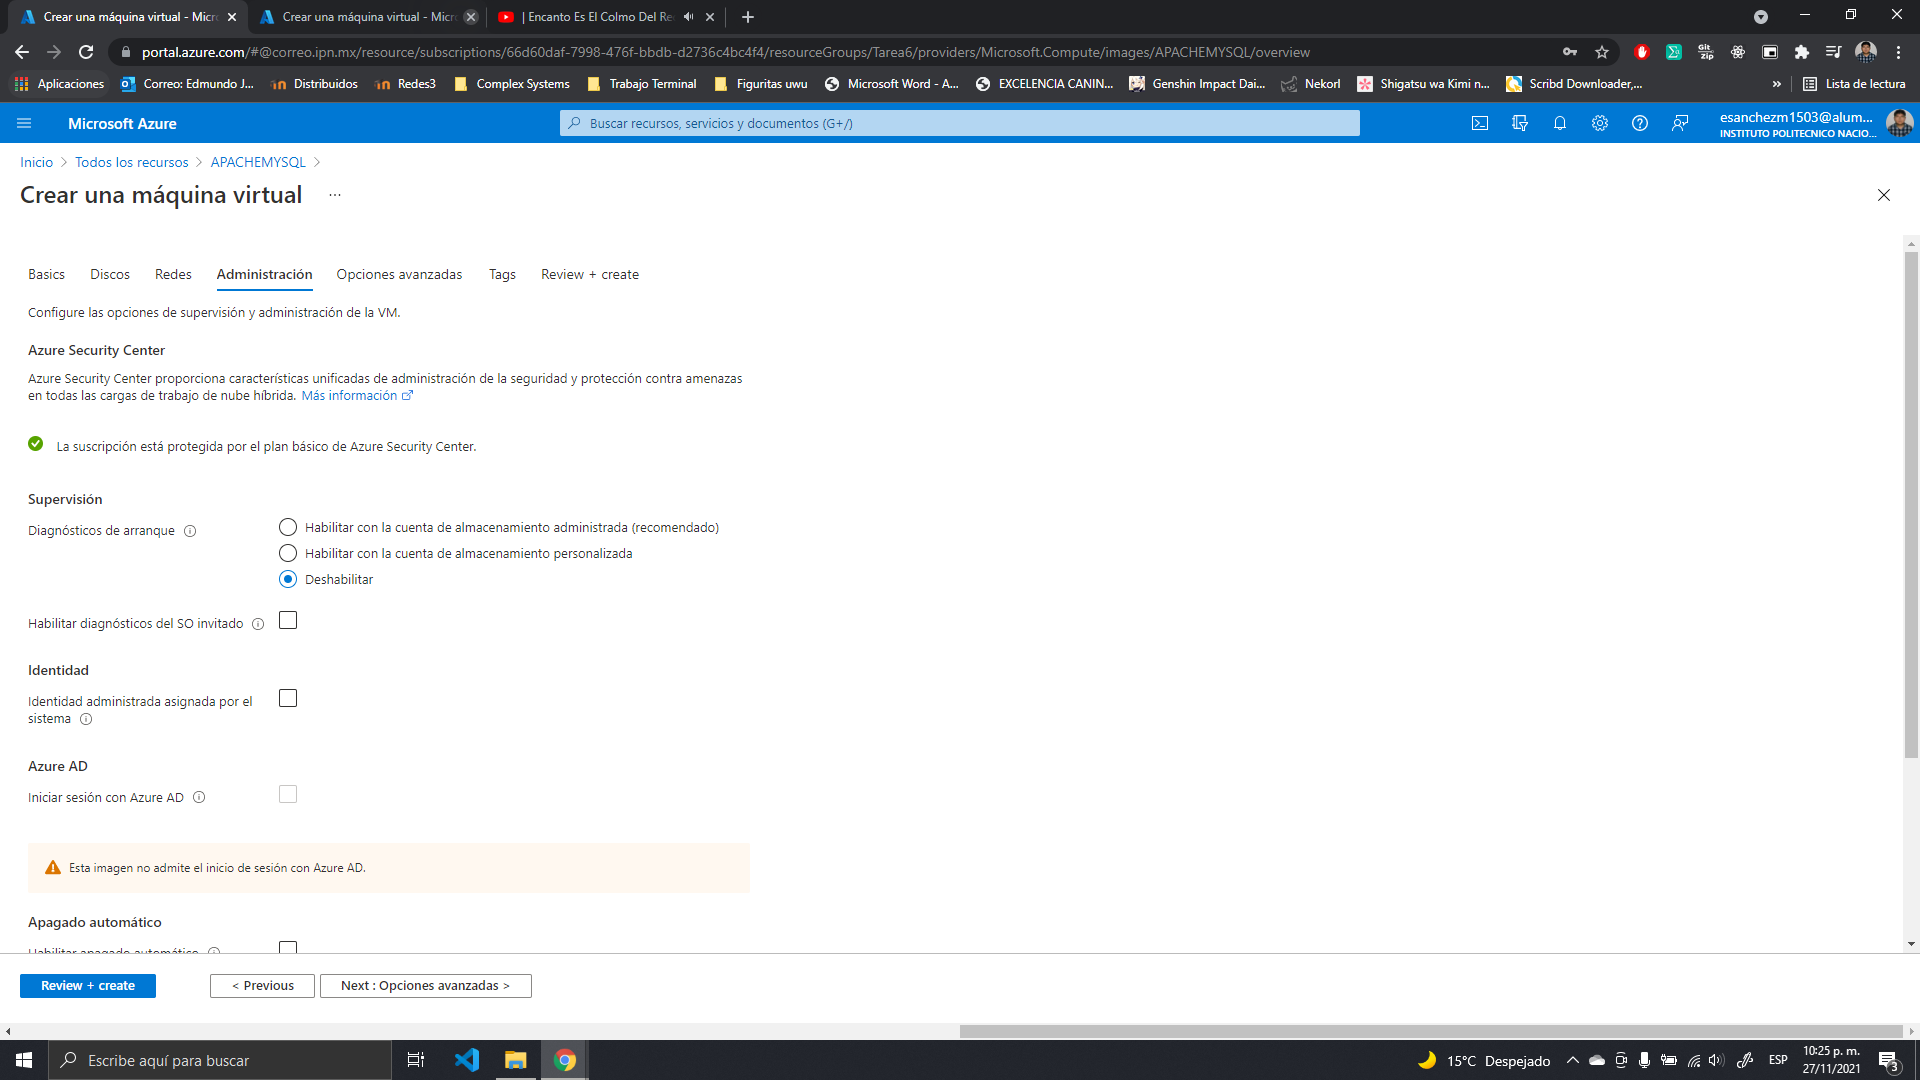 Crear una máquina virtual - Micr
Crear una máquina virtual - Micr
| Encanto Es El Colmo Del Re
portal.azure.com/#@correo.ipn.mx/resource/subscriptions/66d60daf-7998-476f-bbdb-d2736c4bc4f4/resourceGroups/Tarea6/providers/Microsoft.Compute/images/APACHEMYSQL/overview
Git zip
Aplicaciones
Correo: Edmundo J...
Distribuidos
Redes3
Complex Systems
Trabajo Terminal
Figuritas uwu
Microsoft Word - A...
EXCELENCIA CANIN...
Genshin Impact Dai...
Nekorl
Shigatsu wa Kimi n...
Scribd Downloader,...
»
Lista de lectura
Microsoft Azure
Buscar recursos, servicios y documentos (G+/)
esanchezm1503@alum...
INSTITUTO POLITECNICO NACIO...
Inicio > Todos los recursos > APACHEMYSQL >
Crear una máquina virtual ...
Basics
Discos
Redes
Administración
Opciones avanzadas
Tags
Review + create
Configure las opciones de supervisión y administración de la VM.
Azure Security Center
Azure Security Center proporciona características unificadas de administración de la seguridad y protección contra amenazas
en todas las cargas de trabajo de nube híbrida. Más información
La suscripción está protegida por el plan básico de Azure Security Center.
Supervisión
Diagnósticos de arranque
Habilitar con la cuenta de almacenamiento administrada (recomendado)
Habilitar con la cuenta de almacenamiento personalizada
Deshabilitar
Habilitar diagnósticos del SO invitado
Identidad
Identidad administrada asignada por el
sistema
Azure AD
Iniciar sesión con Azure AD
Esta imagen no admite el inicio de sesión con Azure AD.
Apagado automático
Habilitar apagado automático
Review + create
< Previous
Next : Opciones avanzadas >
Escribe aquí para buscar
15°C Despejado
ESP
10:25 p. m.
27/11/2021
3